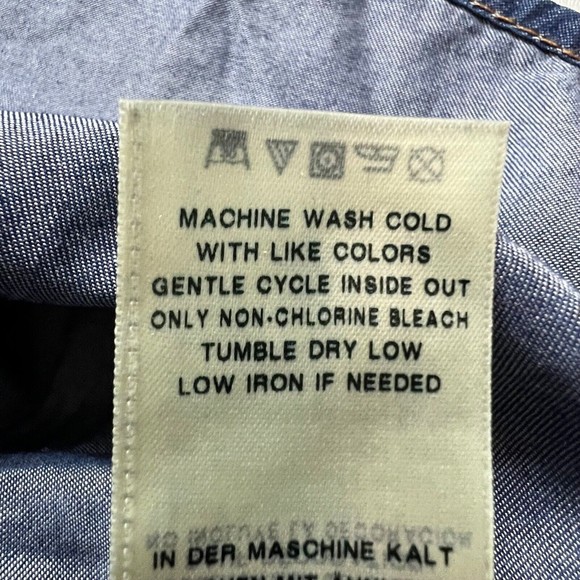 MACHINE WASH COLD
WITH LIKE COLORS
GENTLE CYCLE INSIDE OUT
ONLY NON-CHLORINE BLEACH
TUMBLE DRY LOW
LOW IRON IF NEEDED
IN DER MASCHINE KALT